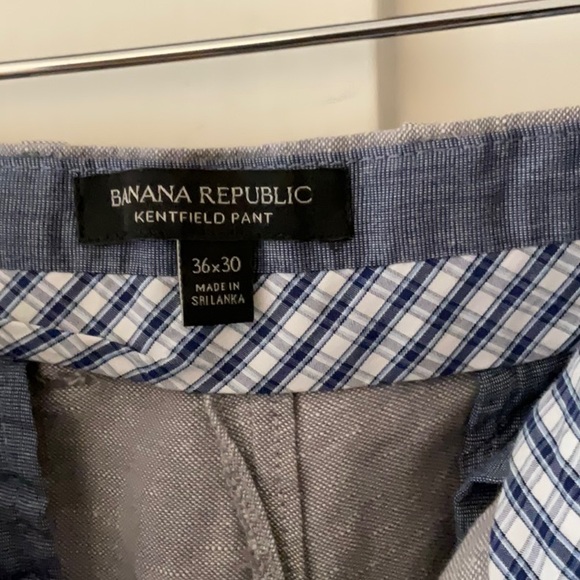 BANANA REPUBLIC
KENTFIELD PANT
36x30
MADE IN
SRI LANKA